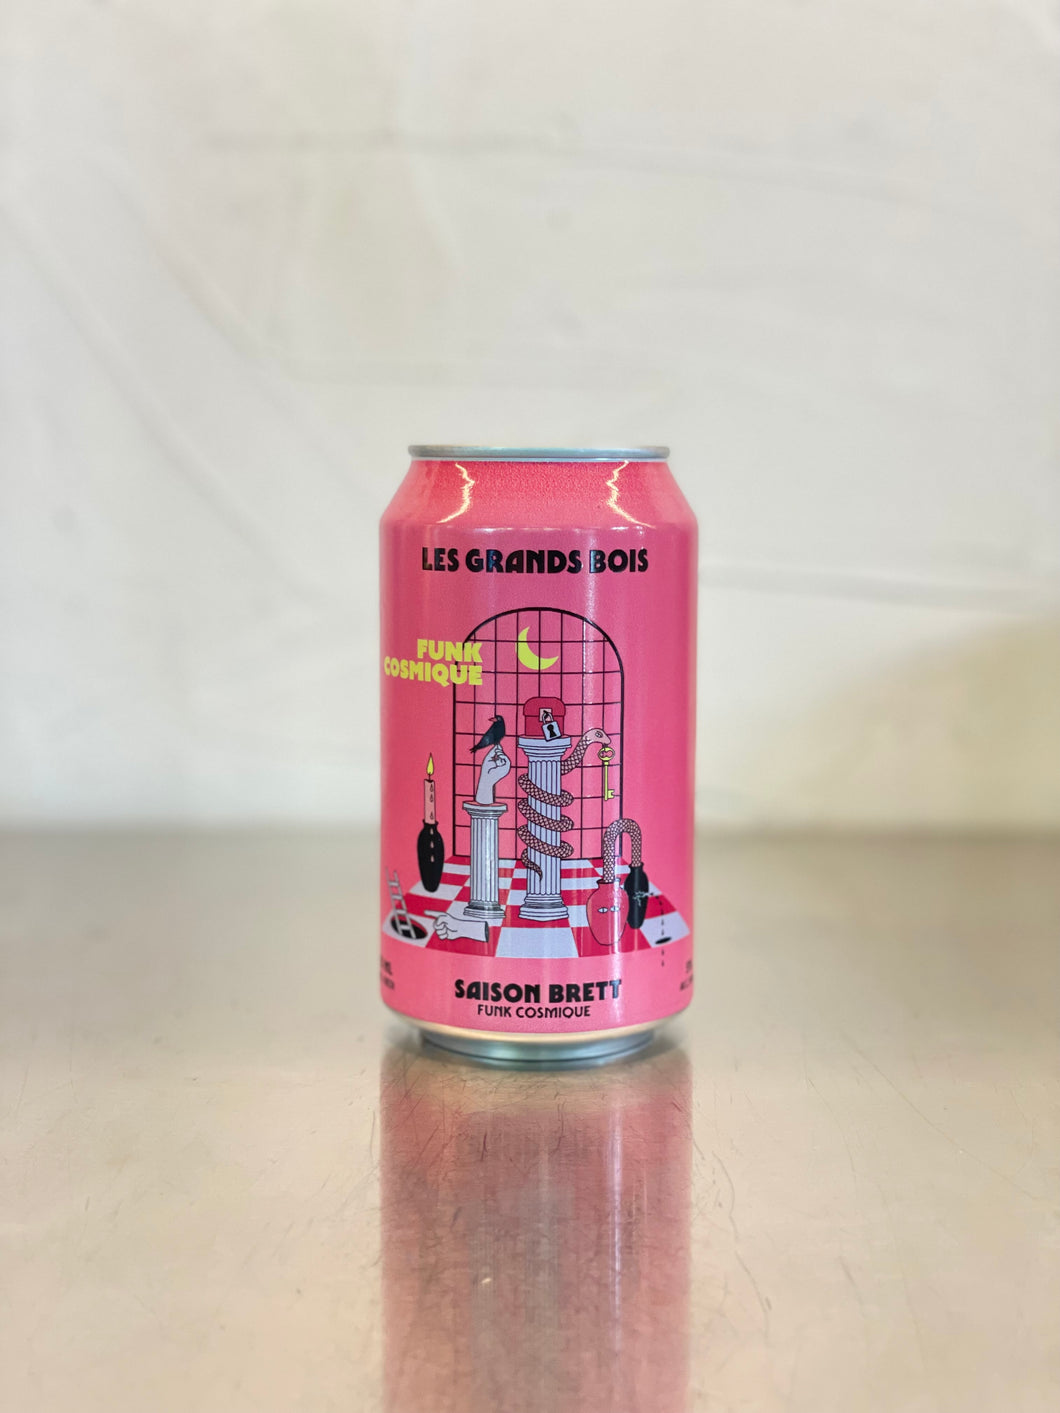 LES GRANDS BOIS
FUNK
COSMIQUE
SAISON BRETT
FUNK COSMIQUE